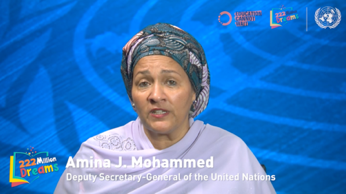 222 Million
Dreams
Amina J. Mohammed
Deputy Secretary-General of the United Nations